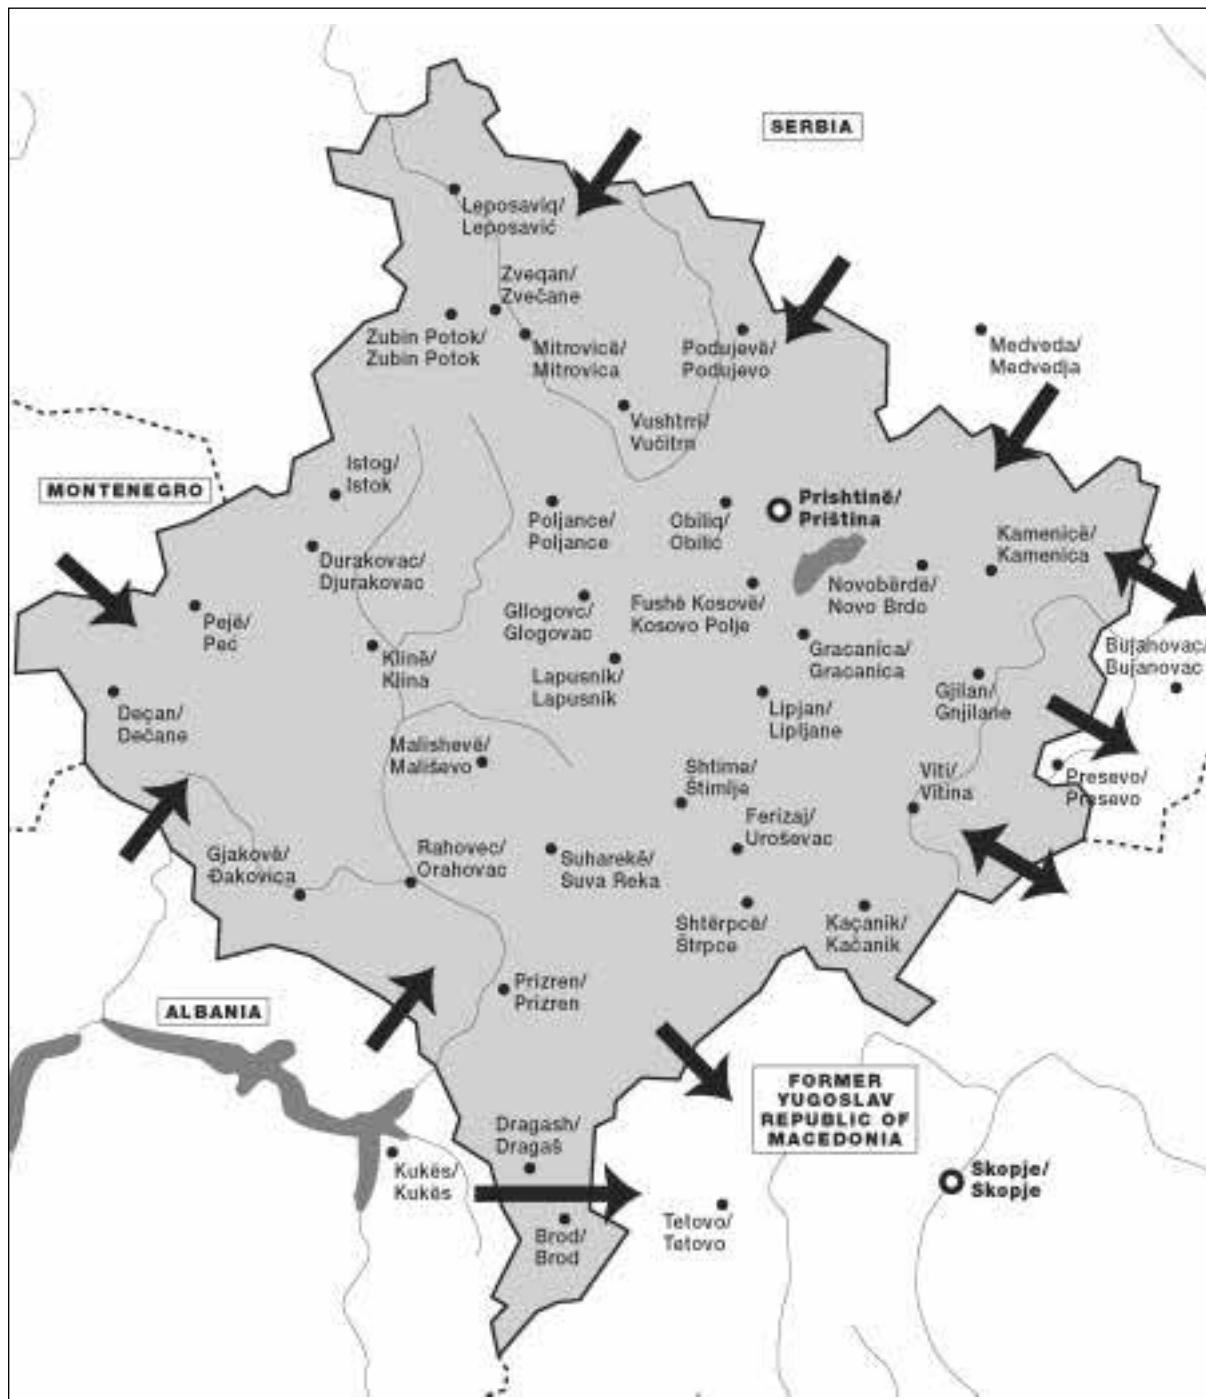 SERBIA
Leposaviq/
Leposavić
Zveqan/
Zvečane
Zubin Potok/
Zubin Potok
Mitrovicë/
Mitrovica
Podujevë/
Podujevo
Medveda/
Medvedja
Vushtrri/
Vučitrn
Istog/
Istok
MONTENEGRO
Poljance/
Poljance
Obiliq/
Obilić
Prishtinë/
Priština
Kamenicë/
Kamenica
Durakovac/
Djurakovac
Gllogovc/
Glogovac
Fushë Kosovë/
Kosovo Polje
Novobërdë/
Novo Brdo
Pejë/
Pec
Klinë/
Klina
Lapusnik/
Lapusnik
Gracanica/
Gracanica
Bujahovac/
Bujanovac
Deçan/
Dečane
Lipjan/
Lipljane
Gjilan/
Gnjilane
Malishevë/
Mališevo
Shtime/
Štimlje
Viti/
Vitina
Presevo/
Presevo
Ferizaj/
Uroševac
Gjakovë/
Đakovica
Rahovec/
Orahovac
Suharekë/
Suva Reka
Shtërpcë/
Štrpce
Kaçanik/
Kačanik
Prizren/
Prizren
ALBANIA
FORMER
YUGOSLAV
REPUBLIC OF
MACEDONIA
Dragash/
Dragaš
Kukës/
Kukës
Skopje/
Skopje
Tetovo/
Tetovo
Brod/
Brod